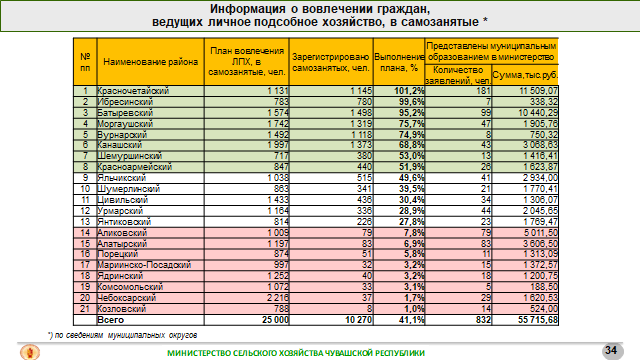 Информация о вовлечении граждан,
ведущих личное подсобное хозяйство, в самозанятые *
№ пп Наименование района План вовлечения ЛПХ, в самозанятые, чел. Зарегистрировано самозанятых, чел. Выполнение плана, % Представлены муниципальным образованием в министерство
Количество заявлений, чел. Сумма,тыс.руб.
1 Красночетайский 1 131 1 145 101,2% 181 11 509,07
2 Ибресинский 783 780 99,6% 7 338,32
3 Батыревский 1 574 1 498 95,2% 99 10 440,29
4 Моргаушский 1 742 1 319 75,7% 47 1 905,76
5 Вурнарский 1 492 1 118 74,9% 8 750,32
6 Канашский 1 997 1 373 68,8% 43 3 068,63
7 Шемуршинский 717 380 53,0% 13 1 416,41
8 Красноармейский 847 440 51,9% 26 1 623,87
9 Яльчикский 1 038 515 49,6% 41 2 934,00
10 Шумерлинский 863 341 39,5% 21 1 770,41
11 Цивильский 1 433 436 30,4% 34 1 306,07
12 Урмарский 1 164 336 28,9% 44 2 045,65
13 Янтиковский 814 226 27,8% 23 1 769,47
14 Аликовский 1 009 79 7,8% 79 5 011,50
15 Алатырский 1 197 83 6,9% 83 3 606,50
16 Порецкий 874 51 5,8% 11 1 313,09
17 Мариинско-Посадский 997 32 3,2% 15 1 372,57
18 Ядринский 1 252 40 3,2% 18 1 200,75
19 Комсомольский 1 072 33 3,1% 5 188,50
20 Чебоксарский 2 216 37 1,7% 29 1 620,53
21 Козловский 788 8 1,0% 14 524,00
Всего 25 000 10 270 41,1% 832 55 715,68
*) по сведениям муниципальных округов
МИНИСТЕРСТВО СЕЛЬСКОГО ХОЗЯЙСТВА ЧУВАШСКОЙ РЕСПУБЛИКИ
34